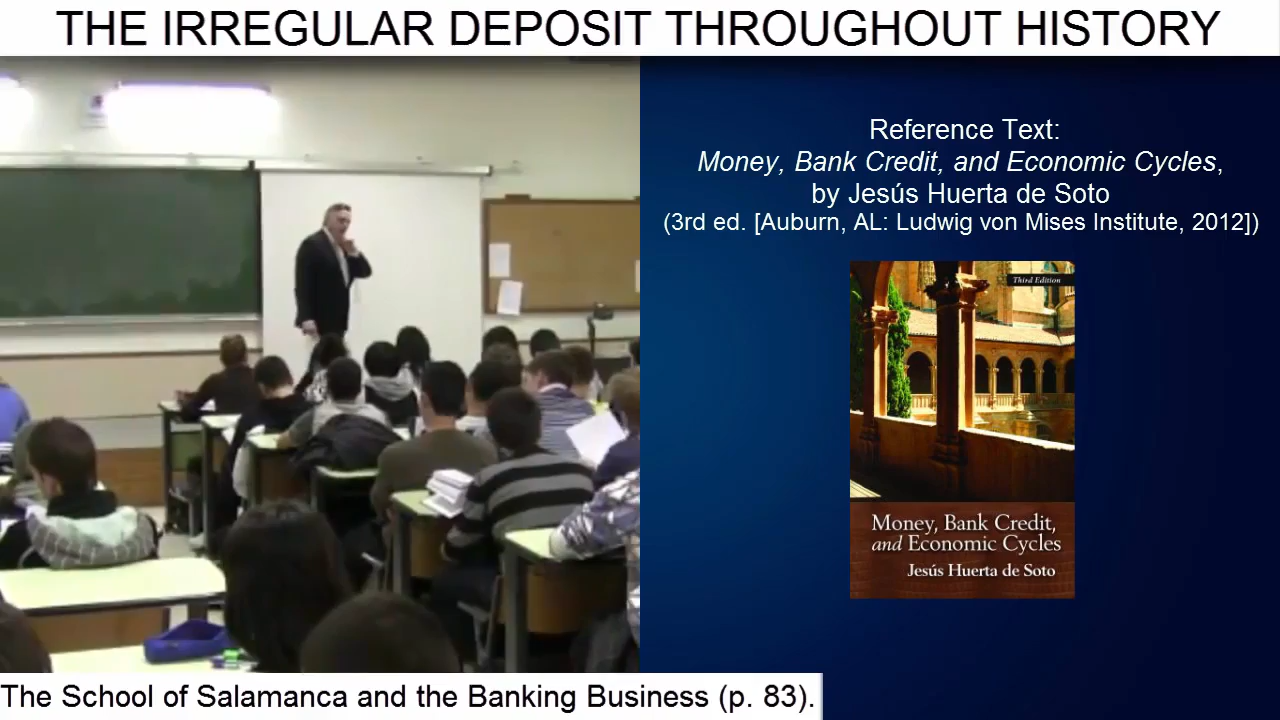 THE IRREGULAR DEPOSIT THROUGHOUT HISTORY
Reference Text:
Money, Bank Credit, and Economic Cycles,
by Jesús Huerta de Soto
(3rd ed. [Auburn, AL: Ludwig von Mises Institute, 2012])
Third Edition
Money, Bank Credit,
and Economic Cycles
Jesús Huerta de Soto
The School of Salamanca and the Banking Business (p. 83).